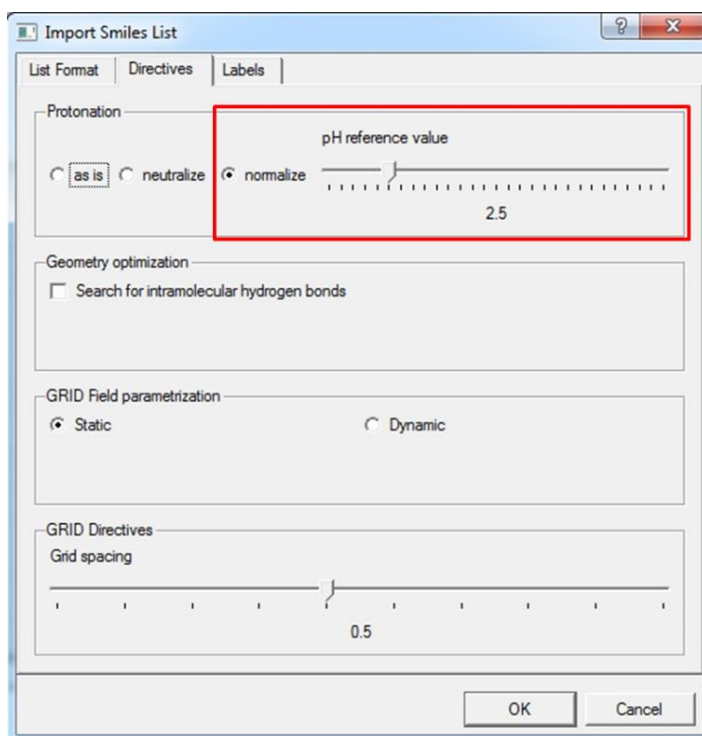 Import Smiles List
List Format Directives Labels
Protonation
pH reference value
as is neutralize normalize
2.5
Geometry optimization
Search for intramolecular hydrogen bonds
GRID Field parametrization
Static Dynamic
GRID Directives
Grid spacing
0.5
OK Cancel